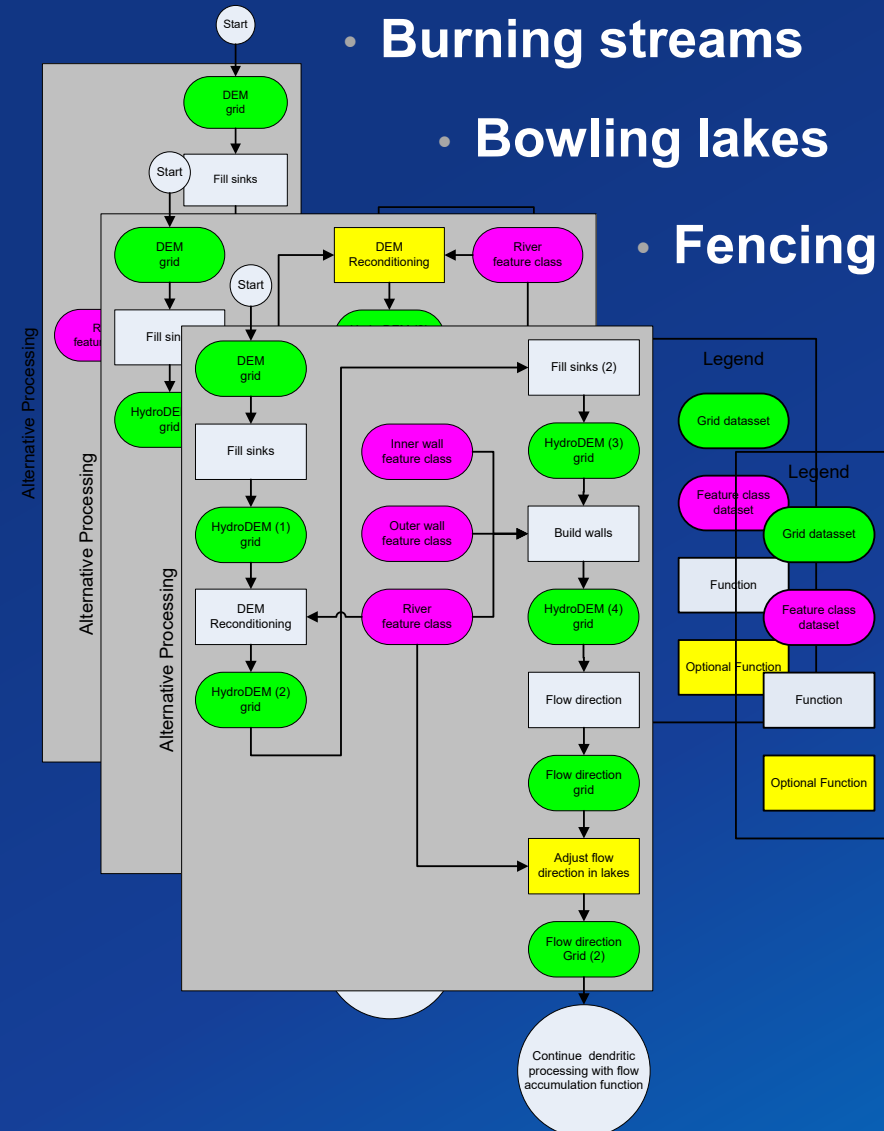 • Burning streams
• Bowling lakes
• Fencing
Start
DEM
grid
Fill sinks
Alternative Processing
Start
DEM
grid
Fill sin
HydroDE
grid
DEM
Reconditioning
River
feature class
Alternative Processing
Start
DEM
grid
Fill sinks
HydroDEM (1)
grid
DEM
Reconditioning
HydroDEM (2)
grid
Inner wall
feature class
Outer wall
feature class
River
feature class
Fill sinks (2)
HydroDEM (3)
grid
Build walls
HydroDEM (4)
grid
Flow direction
Flow direction
grid
Adjust flow
direction in lakes
Flow direction
Grid (2)
Continue dendritic
processing with flow
accumulation function
Alternative Processing
Legend
Grid datasset
Feature class
dataset
Function
Optional Function
Legend
Grid datasset
Feature class
dataset
Function
Optional Function